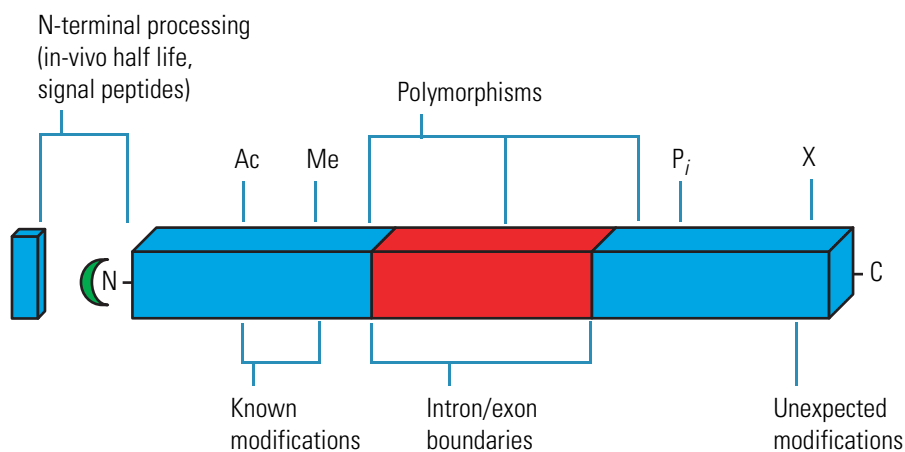 N-terminal processing
(in-vivo half life,
signal peptides)
Polymorphisms
Ac
Me
Pi
X
N
C
Known
modifications
Intron/exon
boundaries
Unexpected
modifications